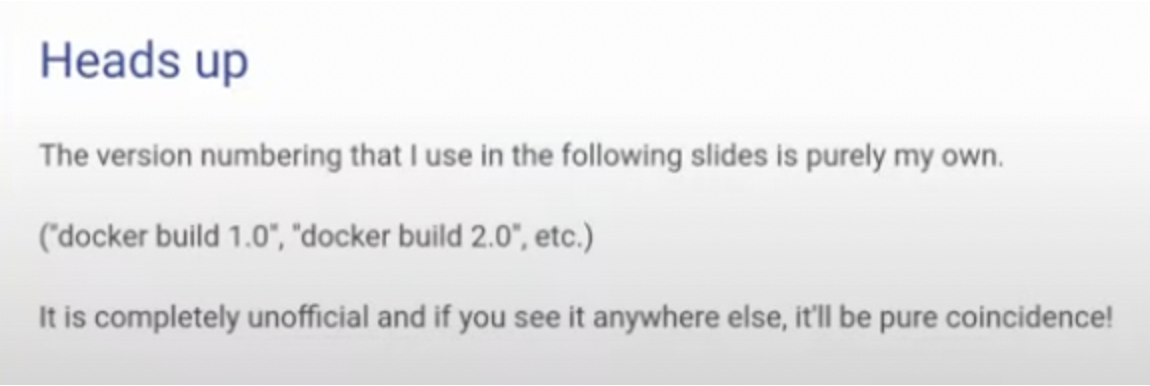 Heads up
The version numbering that I use in the following slides is purely my own.
("docker build 1.0", "docker build 2.0", etc.)
It is completely unofficial and if you see it anywhere else, it'll be pure coincidence!